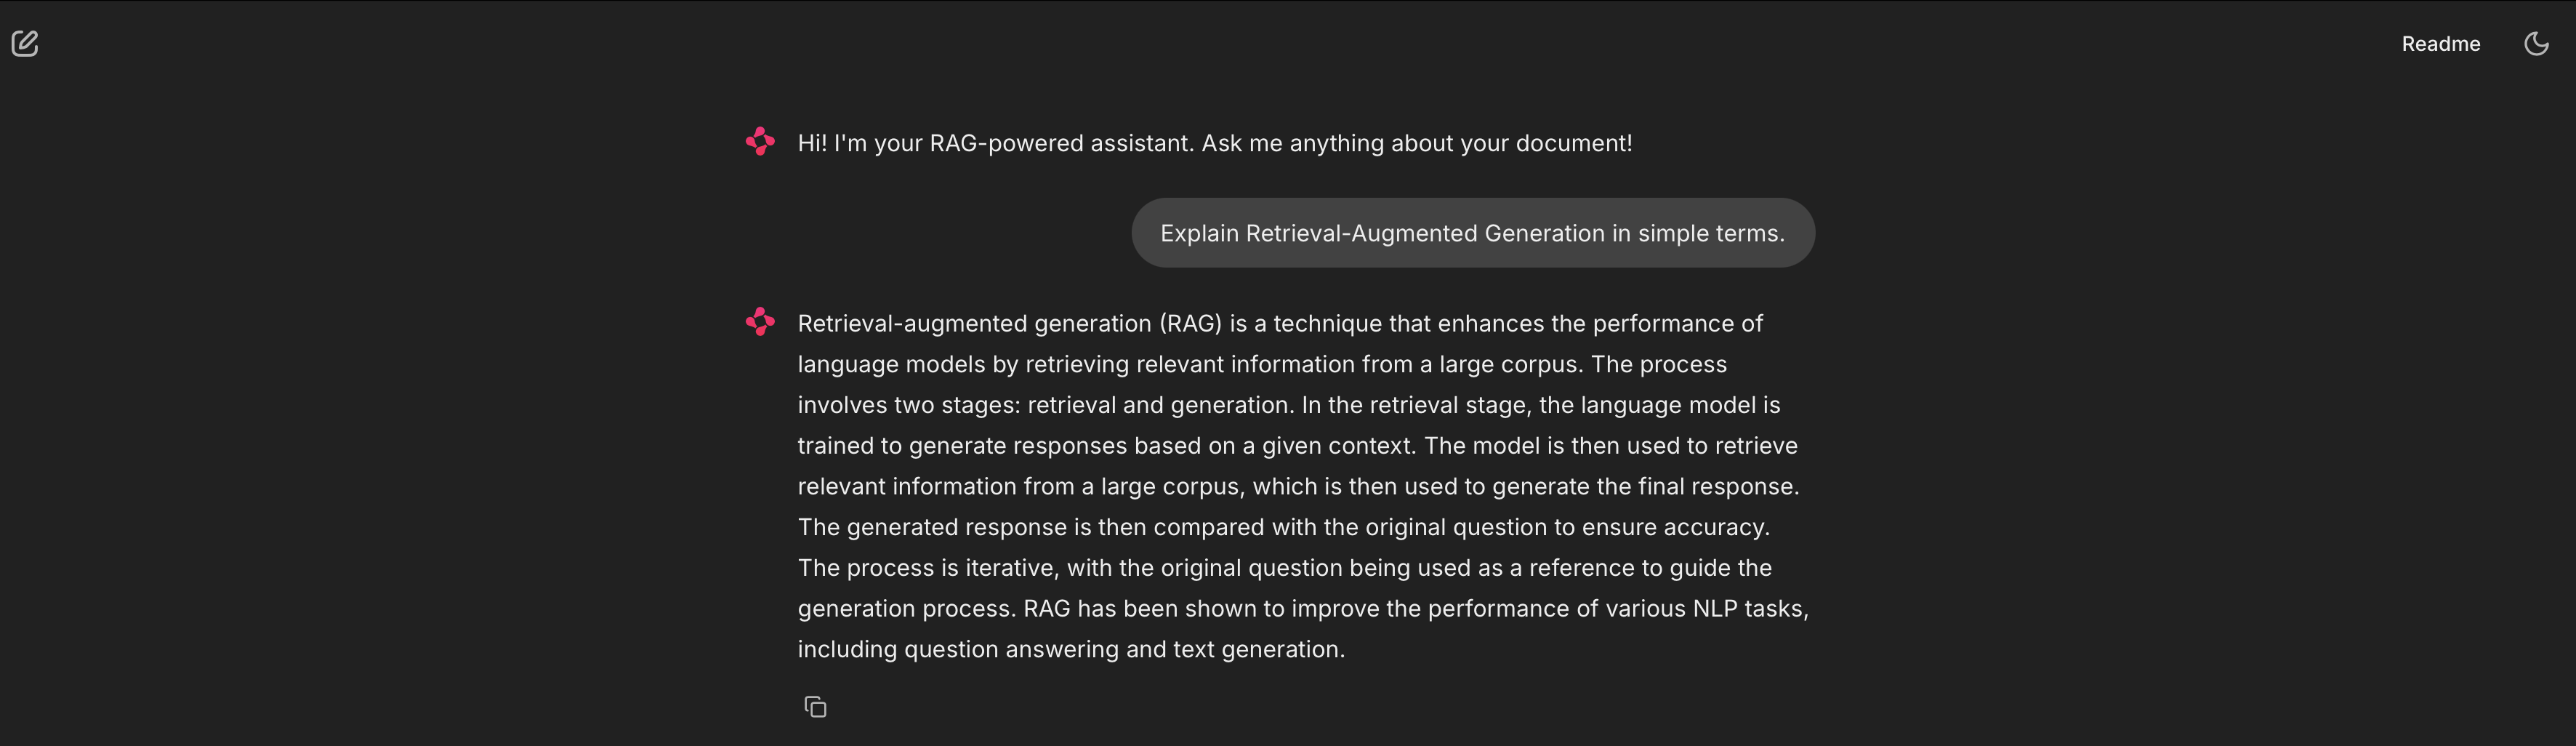 Readme
Hi! I'm your RAG-powered assistant. Ask me anything about your document!
Explain Retrieval-Augmented Generation in simple terms.
Retrieval-augmented generation (RAG) is a technique that enhances the performance of
language models by retrieving relevant information from a large corpus. The process
involves two stages: retrieval and generation. In the retrieval stage, the language model is
trained to generate responses based on a given context. The model is then used to retrieve
relevant information from a large corpus, which is then used to generate the final response.
The generated response is then compared with the original question to ensure accuracy.
The process is iterative, with the original question being used as a reference to guide the
generation process. RAG has been shown to improve the performance of various NLP tasks,
including question answering and text generation.